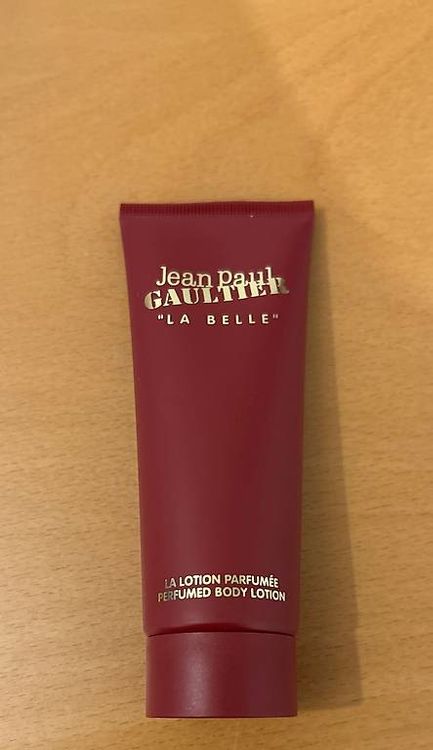 Jean Paul
GAULTIER
"LA BELLE"
LA LOTION PARFUMÉE
PERFUMED BODY LOTION